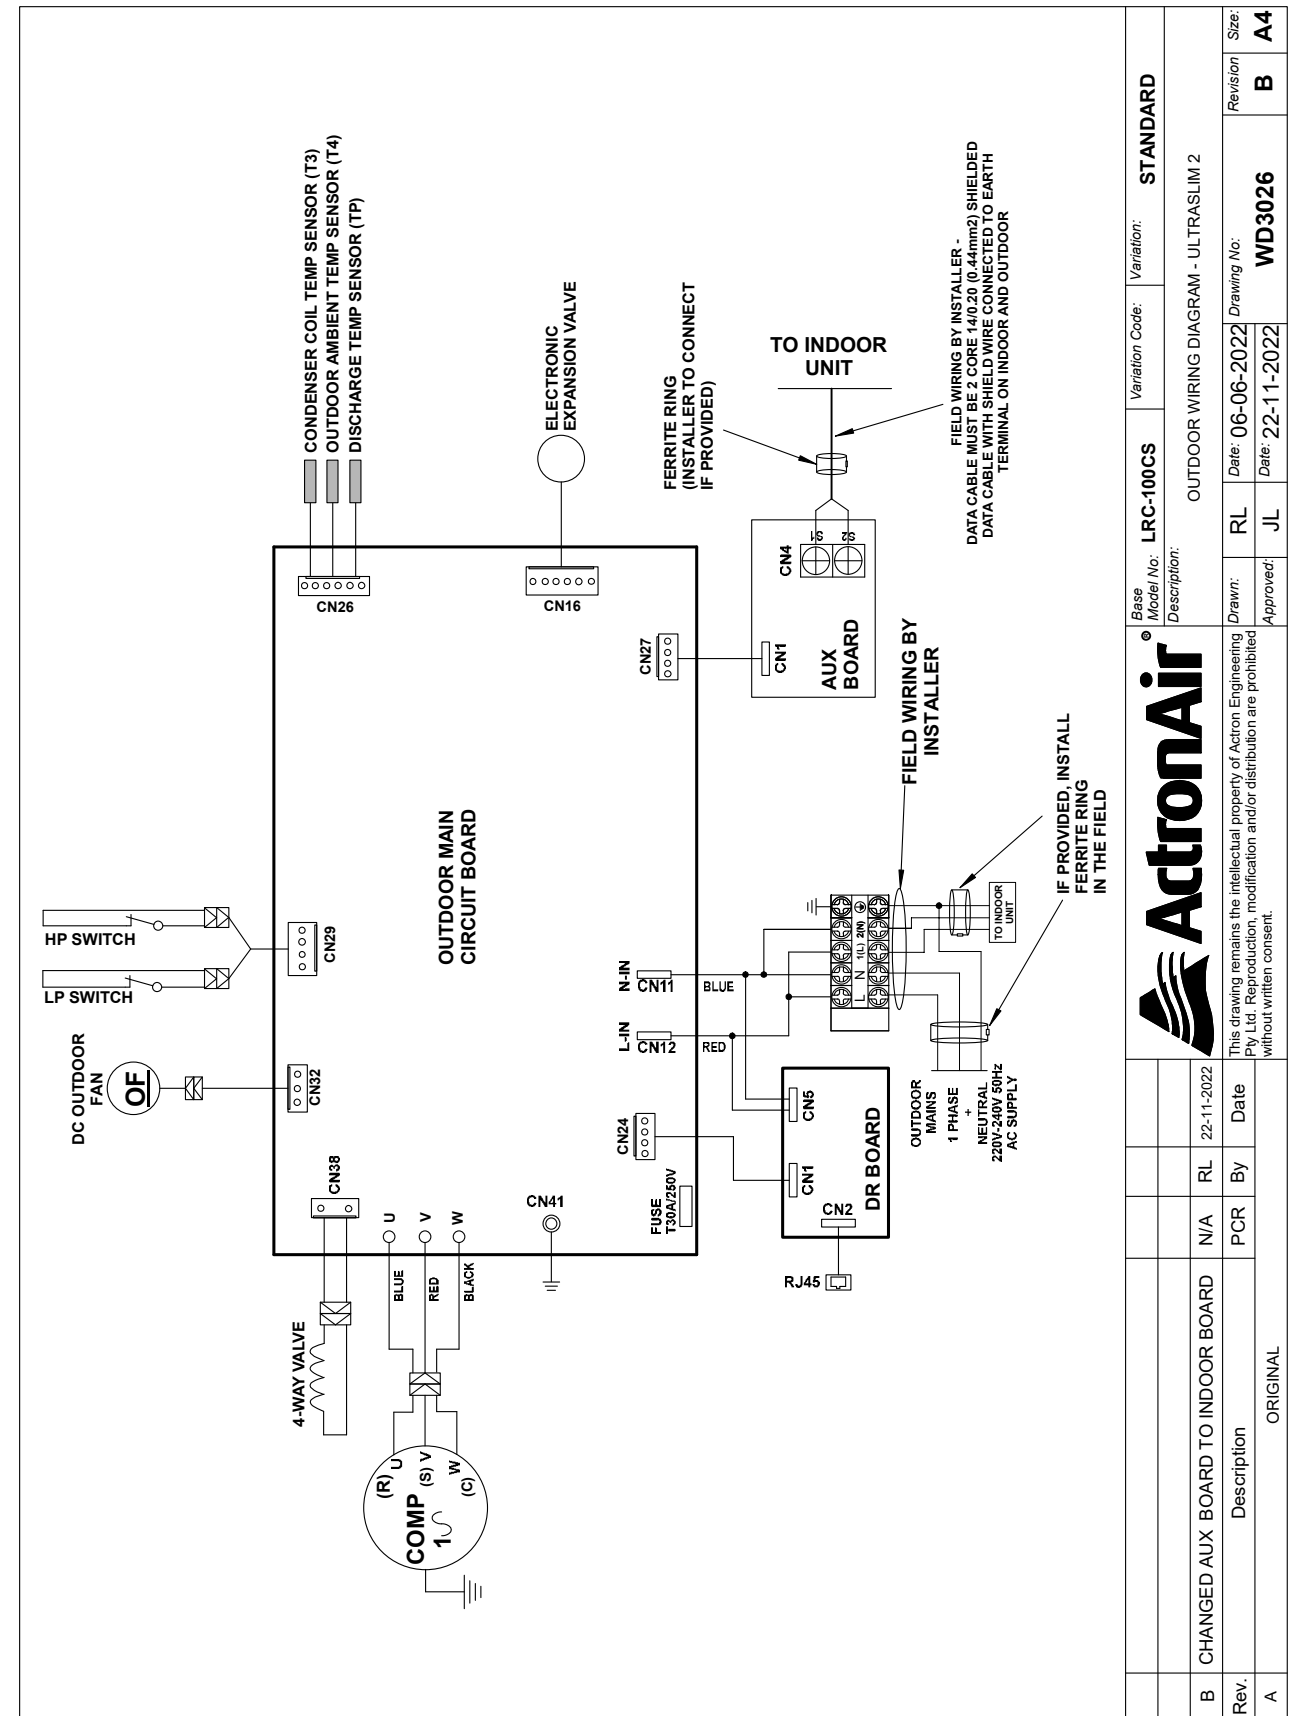 CONDENSER COIL TEMP SENSOR (T3)
OUTDOOR AMBIENT TEMP SENSOR (T4)
DISCHARGE TEMP SENSOR (TP)
CN26
ELECTRONIC
EXPANSION VALVE
CN16
FERRITE RING
(INSTALLER TO CONNECT
IF PROVIDED)
TO INDOOR
UNIT
FIELD WIRING BY INSTALLER -
DATA CABLE MUST BE 2 CORE 14/0.20 (0.44mm2) SHIELDED
DATA CABLE WITH SHIELD WIRE CONNECTED TO EARTH
TERMINAL ON INDOOR AND OUTDOOR
CN4
S1
S2
CN27
CN1
AUX
BOARD
FIELD WIRING BY
INSTALLER
HP SWITCH
LP SWITCH
CN29
OUTDOOR MAIN
CIRCUIT BOARD
DC OUTDOOR
FAN
OF
CN32
N-IN
CN11
BLUE
L-IN
CN12
RED
L
N
1(L)
2(N)
TO INDOOR
UNIT
IF PROVIDED, INSTALL
FERRITE RING
IN THE FIELD
OUTDOOR
MAINS
1 PHASE
+
NEUTRAL
220V-240V 50Hz
AC SUPPLY
CN24
CN5
CN1
CN2
DR BOARD
RJ45
FUSE
T30A/250V
CN41
CN38
4-WAY VALVE
U
V
W
BLUE
RED
BLACK
(R)
U
(S) V
W
(C)
COMP
1
B
CHANGED AUX BOARD TO INDOOR BOARD
N/A
RL
22-11-2022
Rev.
Description
PCR
By
Date
A
ORIGINAL
ActronAir®
This drawing remains the intellectual property of Actron Engineering
Pty Ltd. Reproduction, modification and/or distribution are prohibited
without written consent.
Base
Model No: LRC-100CS
Variation Code:
Variation:
STANDARD
Description:
OUTDOOR WIRING DIAGRAM - ULTRASLIM 2
Drawn:
RL
Date: 06-06-2022
Drawing No:
WD3026
Revision
B
Size:
A4
Approved:
JL
Date: 22-11-2022